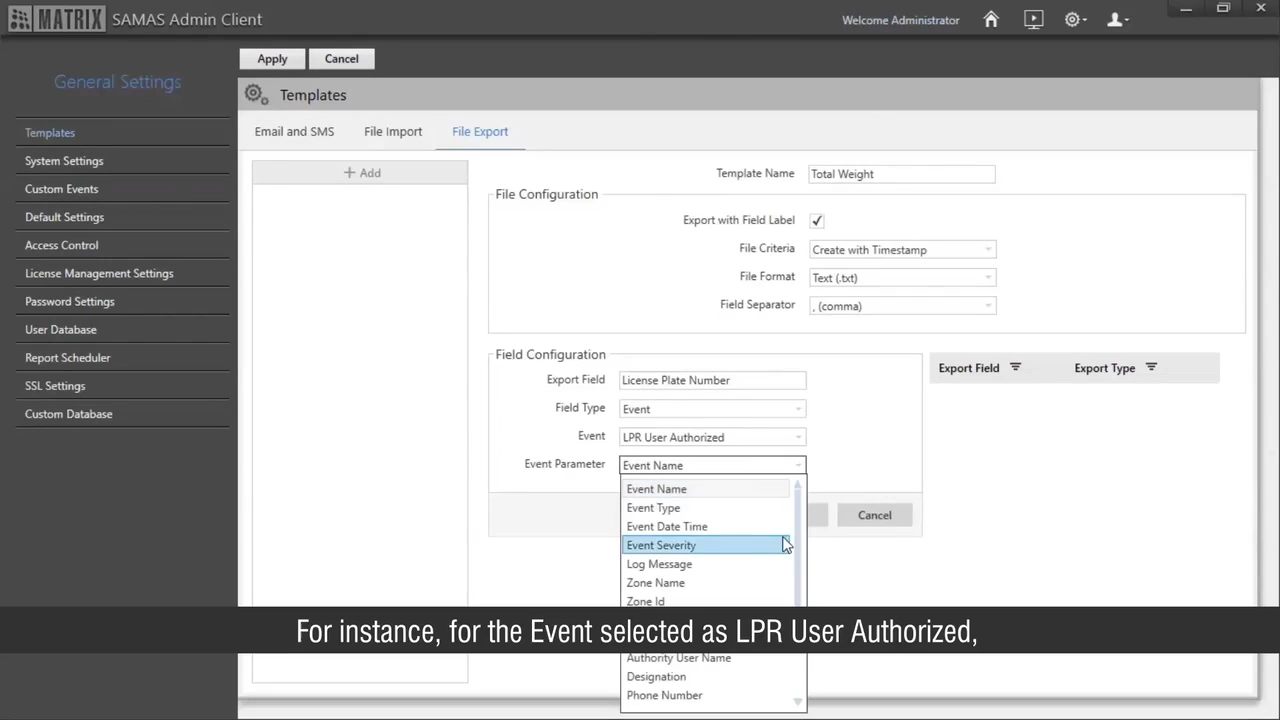 MATRIX SAMAS Admin Client
Welcome Administrator
Apply Cancel
General Settings
Templates
System Settings
Custom Events
Default Settings
Access Control
License Management Settings
Password Settings
User Database
Report Scheduler
SSL Settings
Custom Database
Templates
Email and SMS File Import File Export
+ Add
Template Name Total Weight
File Configuration
Export with Field Label ✓
File Criteria Create with Timestamp
File Format Text (.txt)
Field Separator , (comma)
Field Configuration
Export Field License Plate Number
Field Type Event
Event LPR User Authorized
Event Parameter Event Name
Event Name
Event Type
Event Date Time
Event Severity
Log Message
Zone Name
Zone Id
Authority User Name
Designation
Phone Number
Cancel
Export Field Export Type
For instance, for the Event selected as LPR User Authorized,